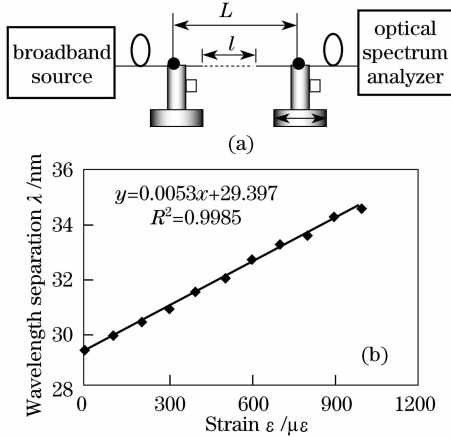 L
l
broadband
source
optical
spectrum
analyzer
(a)
y=0.0053x+29.397
R²=0.9985
Wavelength separation λ /nm
36
34
32
30
28
0
300
600
900
1200
(b)
Strain ε /με